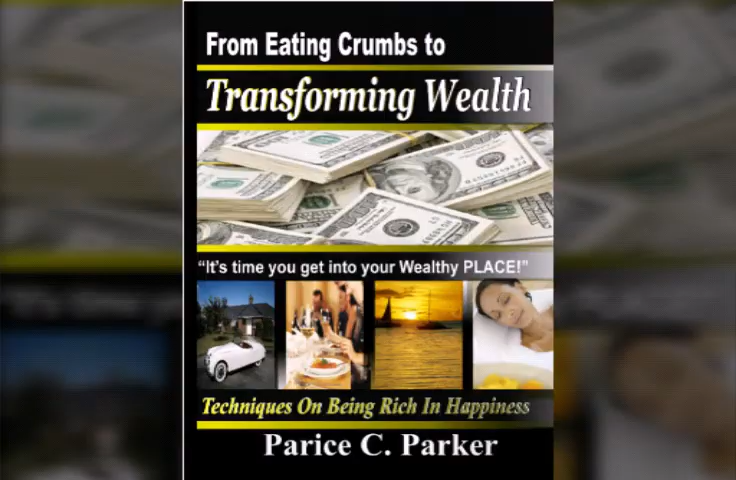 From Eating Crumbs to
Transforming Wealth
“It’s time you get into your Wealthy PLACE!”
Techniques On Being Rich In Happiness
Parice C. Parker